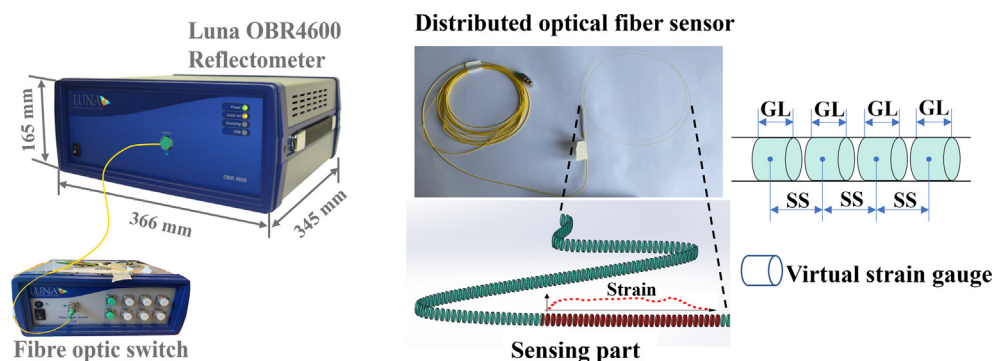 Luna OBR4600
Reflectometer
165 mm
LUNA
OBR 4600
366 mm
345 mm
LUNA
Fibre optic switch
Distributed optical fiber sensor
Strain
Sensing part
GL GL GL GL
SS SS SS
Virtual strain gauge